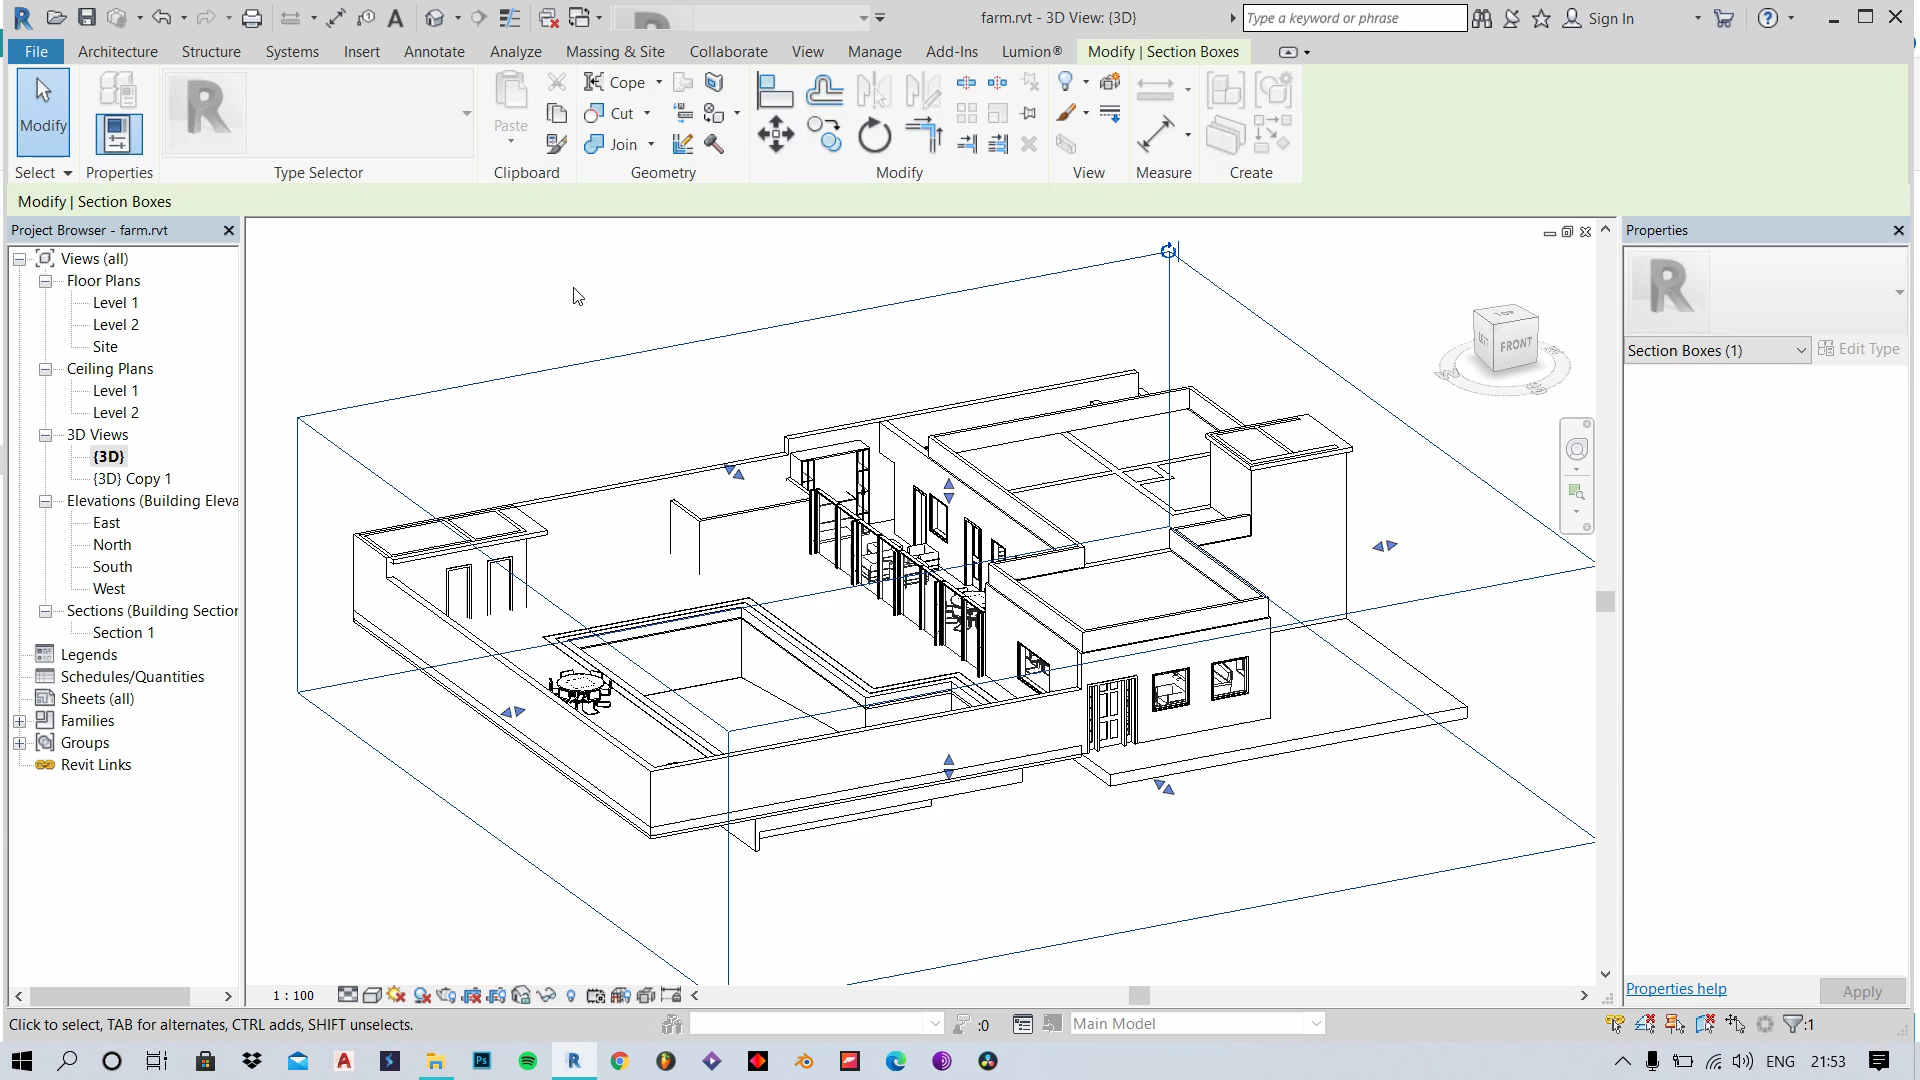 farm.rvt - 3D View: {3D}
Type a keyword or phrase
Sign In
File
Architecture
Structure
Systems
Insert
Annotate
Analyze
Massing & Site
Collaborate
View
Manage
Add-Ins
Lumion®
Modify | Section Boxes
Modify
Paste
Cope
Cut
Join
Select
Properties
Type Selector
Clipboard
Geometry
Modify
View
Measure
Create
Modify | Section Boxes
Project Browser - farm.rvt
Views (all)
Floor Plans
Level 1
Level 2
Site
Ceiling Plans
Level 1
Level 2
3D Views
{3D}
{3D} Copy 1
Elevations (Building Eleva
East
North
South
West
Sections (Building Section
Section 1
Legends
Schedules/Quantities
Sheets (all)
Families
Groups
Revit Links
TOP
LEFT
FRONT
Properties
Section Boxes (1)
Edit Type
Properties help
Apply
1 : 100
Click to select, TAB for alternates, CTRL adds, SHIFT unselects.
:0
Main Model
:1
ENG
21:53